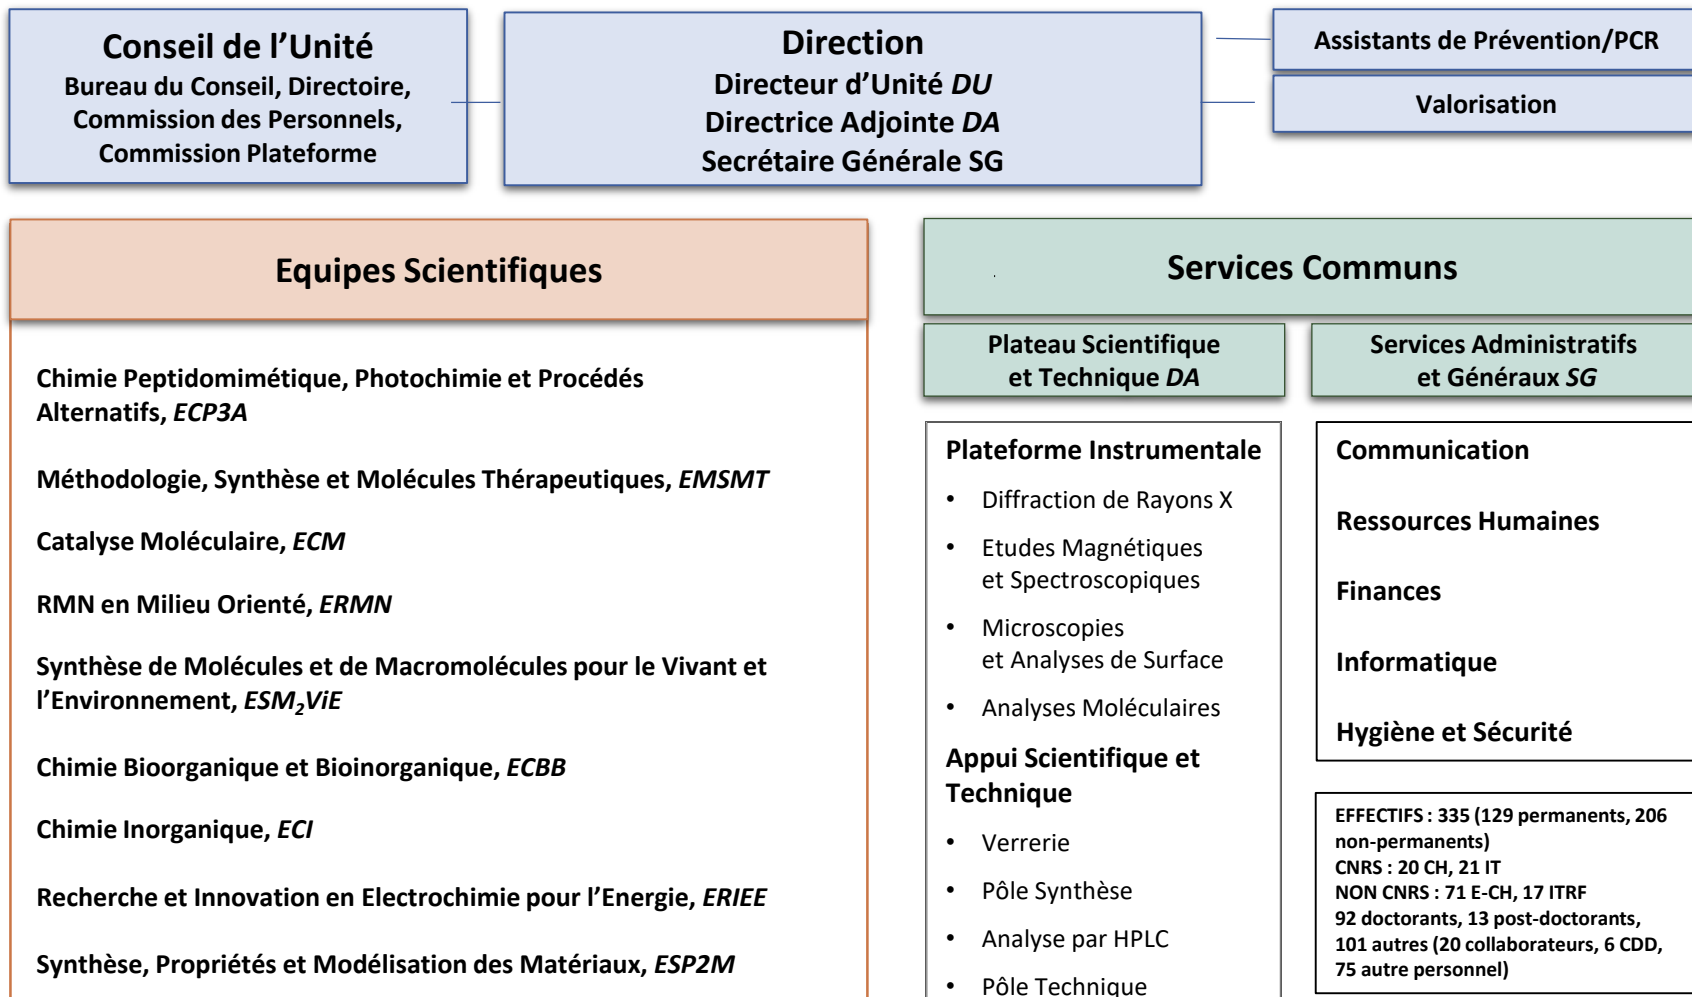 Conseil de l’Unité
Bureau du Conseil, Directoire,
Commission des Personnels,
Commission Plateforme
Direction
Directeur d’Unité DU
Directrice Adjointe DA
Secrétaire Générale SG
Assistants de Prévention/PCR
Valorisation
Equipes Scientifiques
Chimie Peptidomimétique, Photochimie et Procédés
Alternatifs, ECP3A
Méthodologie, Synthèse et Molécules Thérapeutiques, EMSMT
Catalyse Moléculaire, ECM
RMN en Milieu Orienté, ERMN
Synthèse de Molécules et de Macromolécules pour le Vivant et
l’Environnement, ESM₂ViE
Chimie Bioorganique et Bioinorganique, ECBB
Chimie Inorganique, ECI
Recherche et Innovation en Electrochimie pour l’Energie, ERIEE
Synthèse, Propriétés et Modélisation des Matériaux, ESP2M
Services Communs
Plateau Scientifique
et Technique DA
Plateforme Instrumentale
• Diffraction de Rayons X
• Etudes Magnétiques
et Spectroscopiques
• Microscopies
et Analyses de Surface
• Analyses Moléculaires
Appui Scientifique et
Technique
• Verrerie
• Pôle Synthèse
• Analyse par HPLC
• Pôle Technique
Services Administratifs
et Généraux SG
Communication
Ressources Humaines
Finances
Informatique
Hygiène et Sécurité
EFFECTIFS : 335 (129 permanents, 206
non-permanents)
CNRS : 20 CH, 21 IT
NON CNRS : 71 E-CH, 17 ITRF
92 doctorants, 13 post-doctorants,
101 autres (20 collaborateurs, 6 CDD,
75 autre personnel)